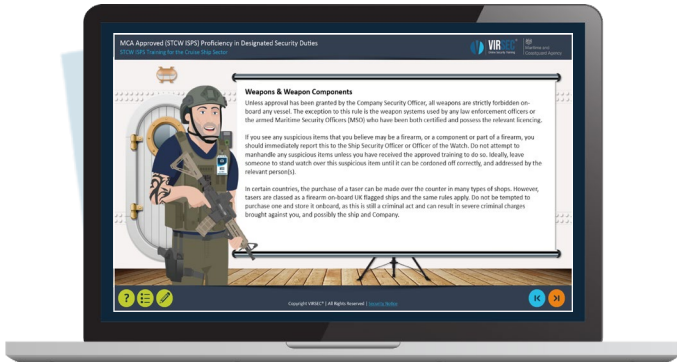 MCA Approved (STCW ISPS) Proficiency in Designated Security Duties
STCW ISPS Training for the Cruise Ship Sector
VIRSEC
Maritime and
Coastguard Agency
Weapons & Weapon Components
Unless approval has been granted by the Company Security Officer, all weapons are strictly forbidden on-
board any vessel. The exception to this rule is the weapon systems used by any law enforcement officers or
the armed Maritime Security Officers (MSO) who have been both certified and possess the relevant licencing.
If you see any suspicious items that you believe may be a firearm, or a component or part of a firearm, you
should immediately report this to the Ship Security Officer or Officer of the Watch. Do not attempt to
manhandle any suspicious items unless you have received the approved training to do so. Ideally, leave
someone to stand watch over this suspicious item until it can be cordoned off correctly, and addressed by the
relevant person(s).
In certain countries, the purchase of a taser can be made over the counter in many types of shops. However,
tasers are classed as a firearm on-board UK flagged ships and the same rules apply. Do not be tempted to
purchase one and store it onboard, as this is still a criminal act and can result in severe criminal charges
brought against you, and possibly the ship and Company.
?
Copyright VIRSEC® | All Rights Reserved |